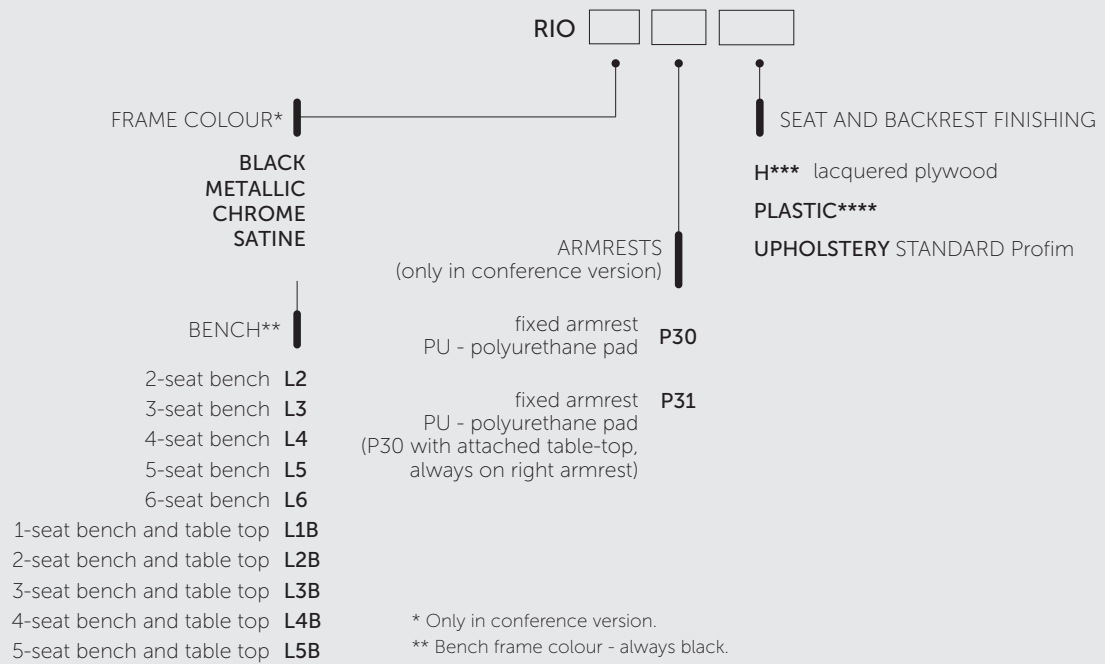 RIO
FRAME COLOUR*
BLACK
METALLIC
CHROME
SATINE
BENCH**
2-seat bench L2
3-seat bench L3
4-seat bench L4
5-seat bench L5
6-seat bench L6
1-seat bench and table top L1B
2-seat bench and table top L2B
3-seat bench and table top L3B
4-seat bench and table top L4B
5-seat bench and table top L5B
ARMRESTS
(only in conference version)
fixed armrest
PU - polyurethane pad P30
fixed armrest P31
PU - polyurethane pad
(P30 with attached table-top,
always on right armrest)
SEAT AND BACKREST FINISHING
H*** lacquered plywood
PLASTIC****
UPHOLSTERY STANDARD Profim
* Only in conference version.
** Bench frame colour - always black.